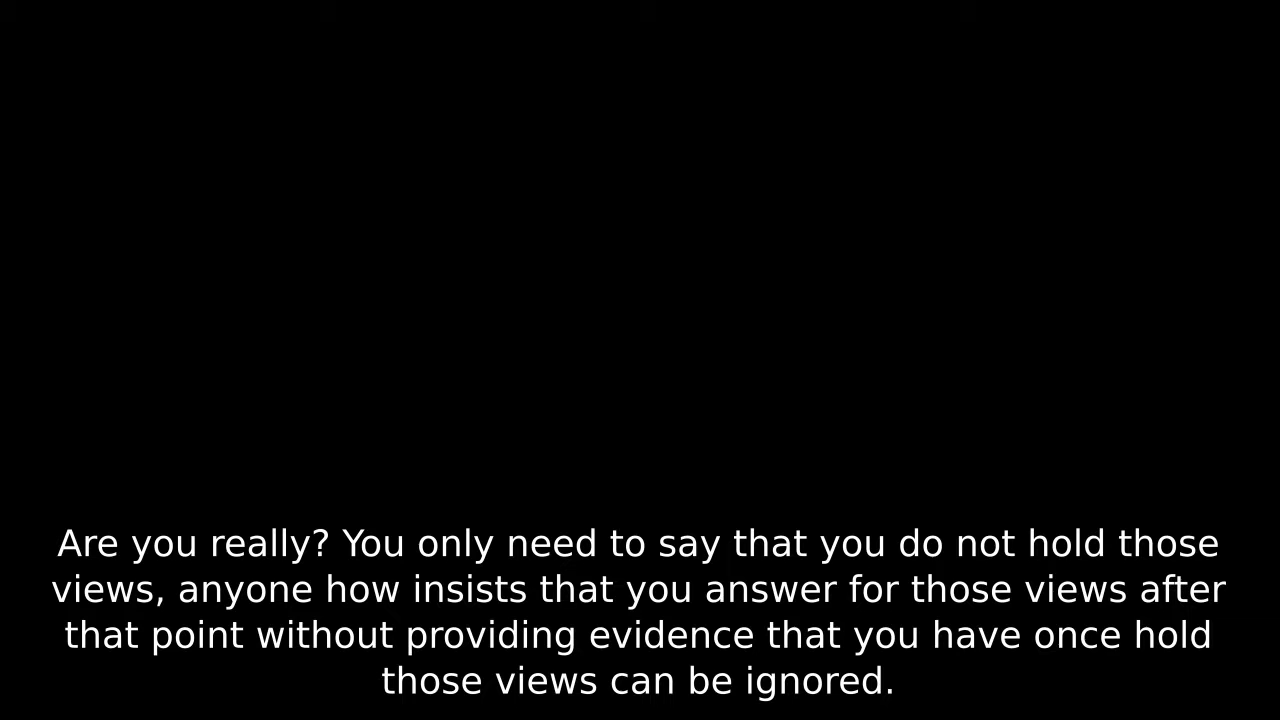 Are you really? You only need to say that you do not hold those
views, anyone how insists that you answer for those views after
that point without providing evidence that you have once hold
those views can be ignored.